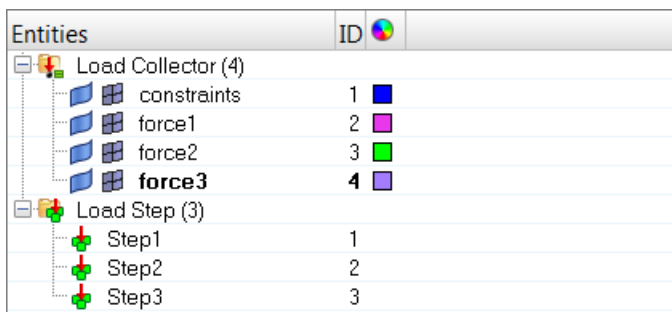 Entities ID
Load Collector (4)
constraints 1
force1 2
force2 3
force3 4
Load Step (3)
Step1 1
Step2 2
Step3 3